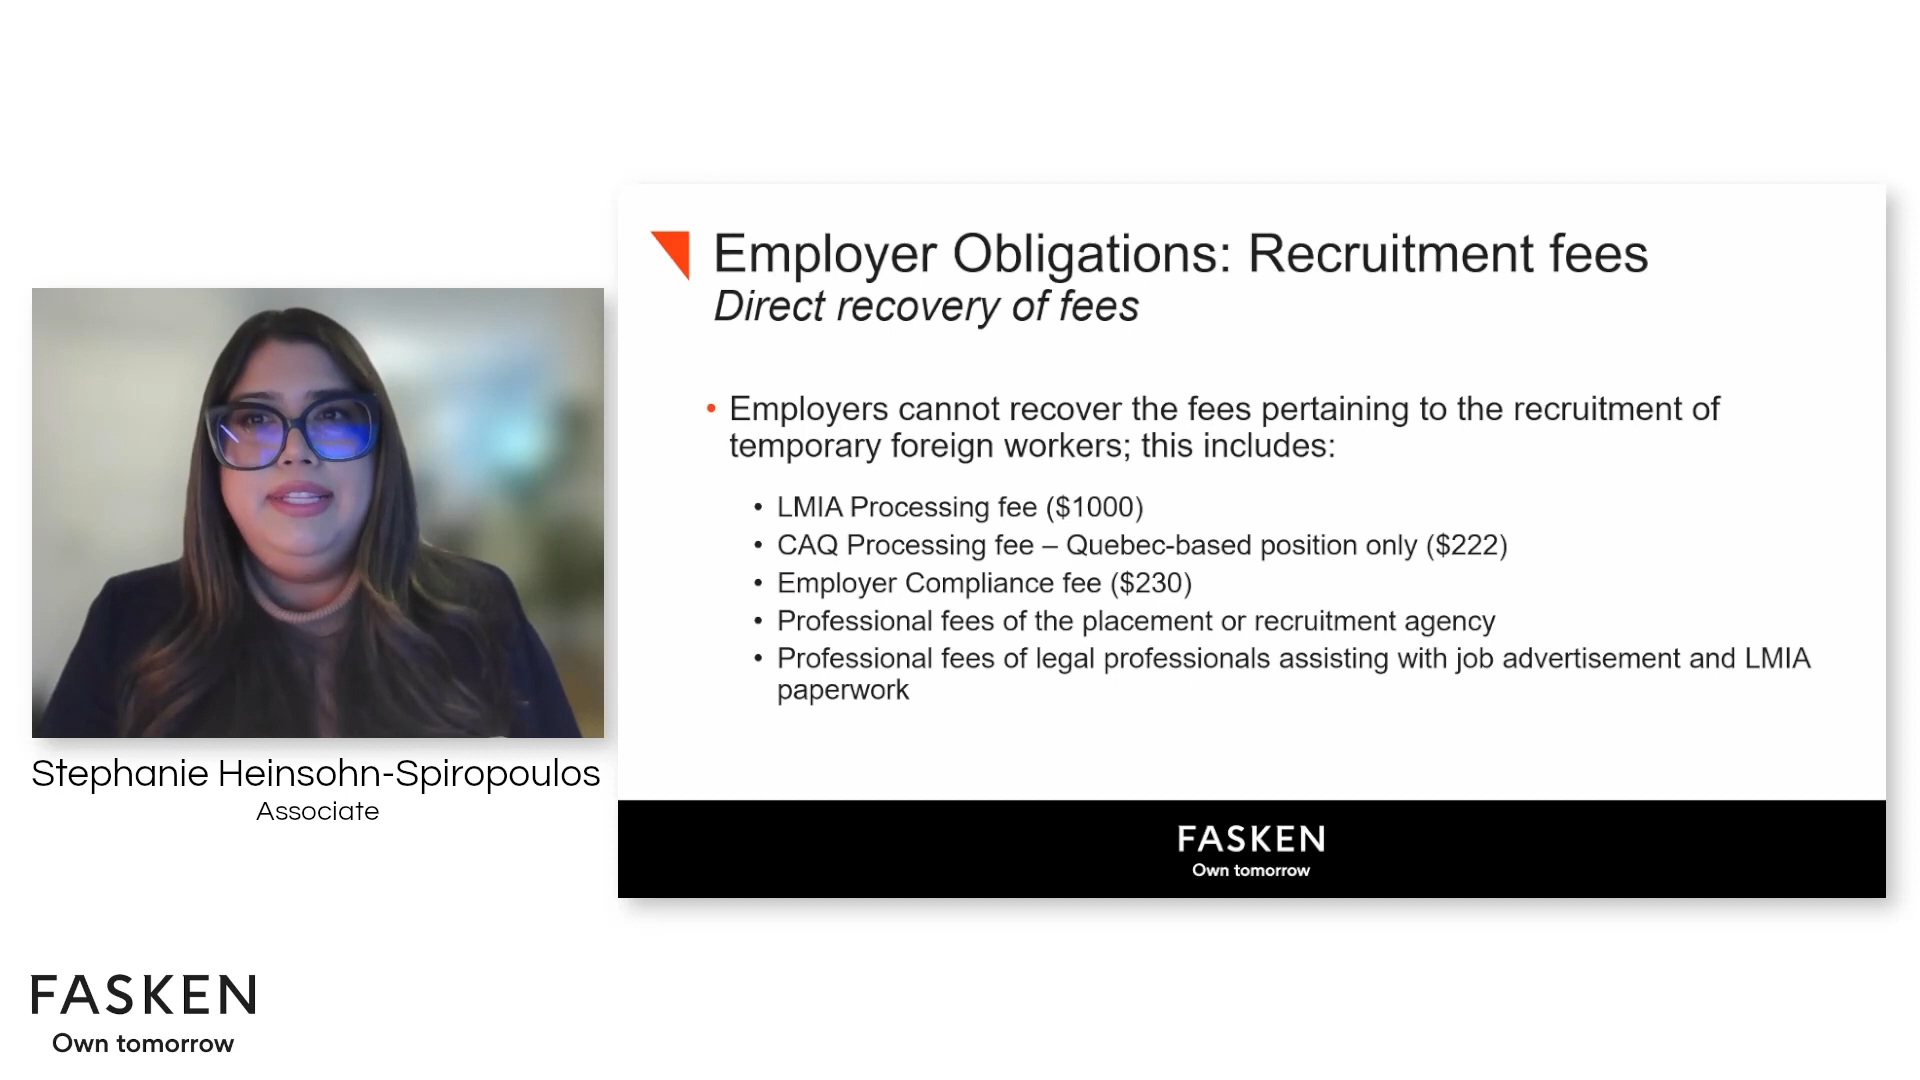 Employer Obligations: Recruitment fees
Direct recovery of fees
• Employers cannot recover the fees pertaining to the recruitment of
temporary foreign workers; this includes:
• LMIA Processing fee ($1000)
• CAQ Processing fee – Quebec-based position only ($222)
• Employer Compliance fee ($230)
• Professional fees of the placement or recruitment agency
• Professional fees of legal professionals assisting with job advertisement and LMIA
paperwork
FASKEN
Own tomorrow
Stephanie Heinsohn-Spiropoulos
Associate
FASKEN
Own tomorrow